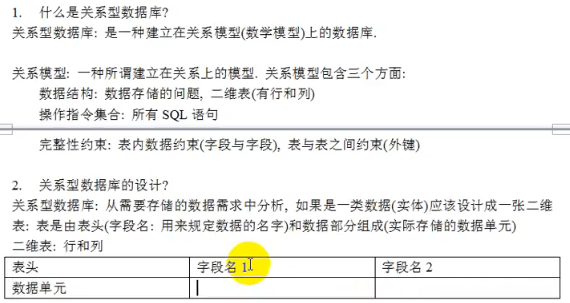 1. 什么是关系型数据库?
关系型数据库: 是一种建立在关系模型(数学模型)上的数据库.
关系模型: 一种所谓建立在关系上的模型. 关系模型包含三个方面:
数据结构: 数据存储的问题, 二维表(有行和列)
操作指令集合: 所有 SQL 语句
完整性约束: 表内数据约束(字段与字段), 表与表之间约束(外键)
2. 关系型数据库的设计?
关系型数据库: 从需要存储的数据需求中分析, 如果是一类数据(实体)应该设计成一张二维
表: 表是由表头(字段名: 用来规定数据的名字)和数据部分组成(实际存储的数据单元)
二维表: 行和列
表头 字段名 1 字段名 2
数据单元